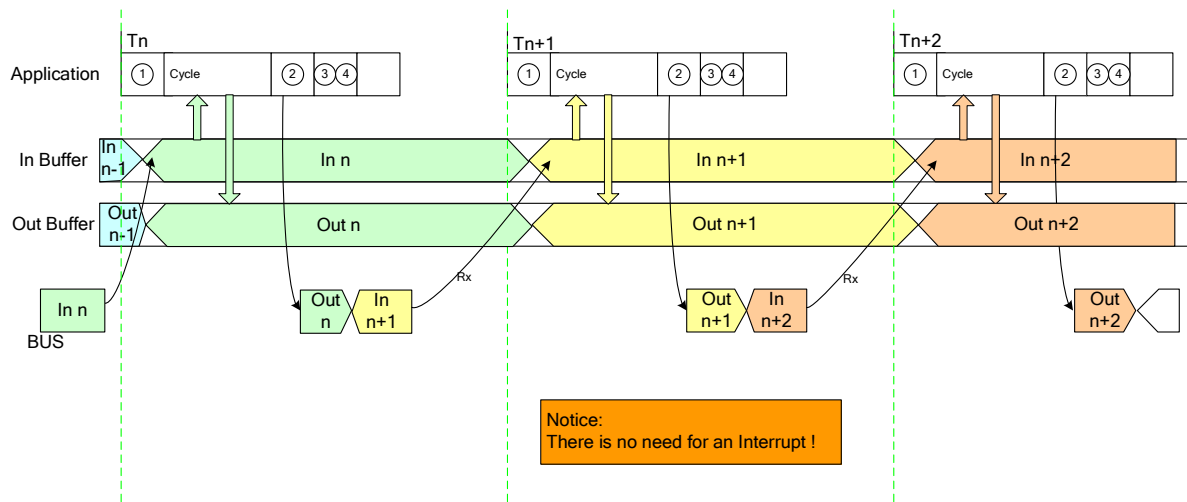 Tn
Tn+1
Tn+2
Application
1
Cycle
2
3
4
1
Cycle
2
3
4
1
Cycle
2
3
4
In Buffer
In
n-1
In n
In n+1
In n+2
Out Buffer
Out
n-1
Out n
Out n+1
Out n+2
Rx
Rx
In n
BUS
Out
n
In
n+1
Out
n+1
In
n+2
Out
n+2
Notice:
There is no need for an Interrupt !